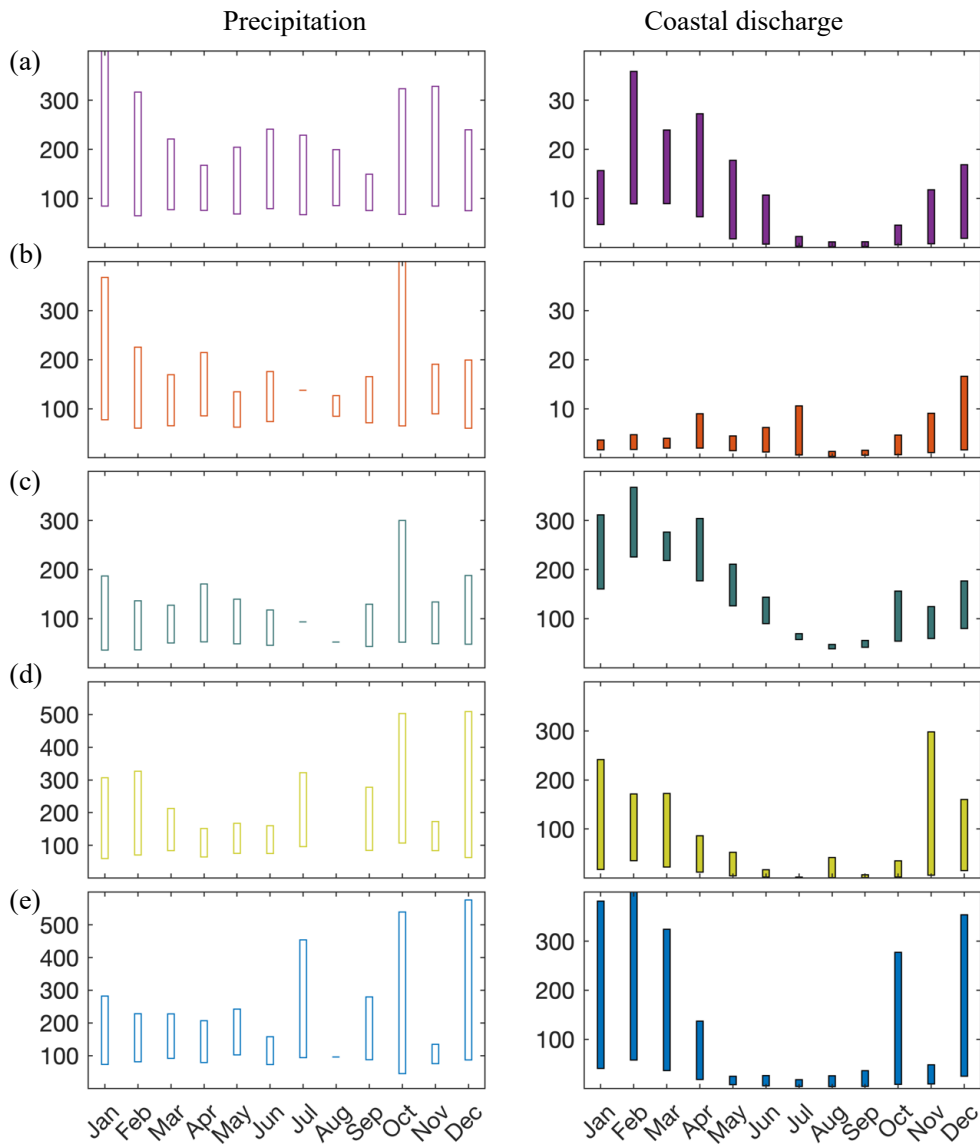 Precipitation Coastal discharge
(a)
300 30
200 20
100 10
(b)
300 30
200 20
100 10
(c)
300 300
200 200
100 100
(d)
500
400 300
300 200
200 100
100
(e)
500
400 300
300 200
200 100
100
Jan Feb Mar Apr May Jun Jul Aug Sep Oct Nov Dec Jan Feb Mar Apr May Jun Jul Aug Sep Oct Nov Dec